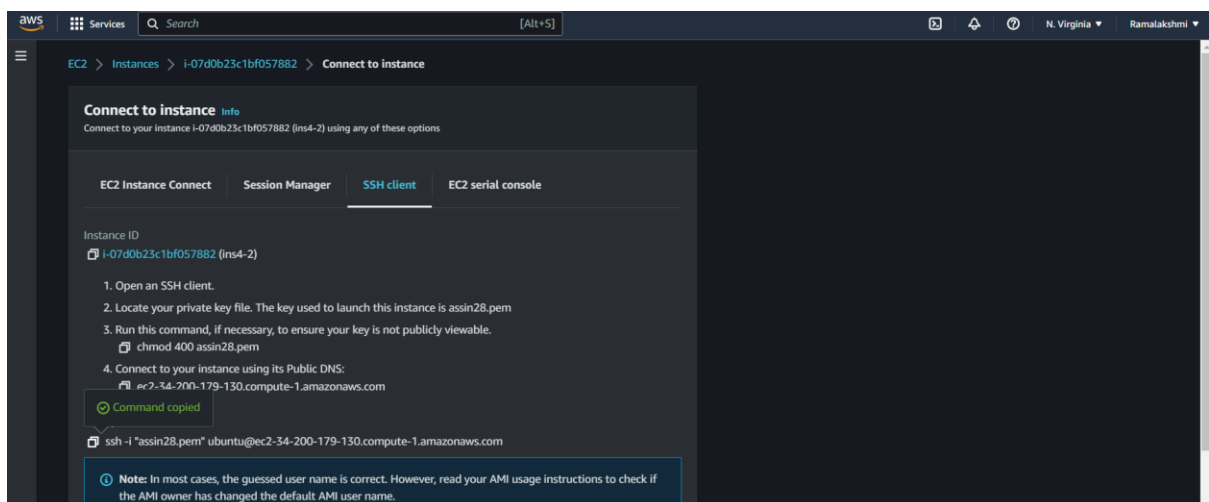 aws
Services
Search
[Alt+S]
N. Virginia
Ramalakshmi
EC2 > Instances > i-07d0b23c1bf057882 > Connect to instance
Connect to instance Info
Connect to your instance i-07d0b23c1bf057882 (ins4-2) using any of these options
EC2 Instance Connect
Session Manager
SSH client
EC2 serial console
Instance ID
i-07d0b23c1bf057882 (ins4-2)
1. Open an SSH client.
2. Locate your private key file. The key used to launch this instance is assin28.pem
3. Run this command, if necessary, to ensure your key is not publicly viewable.
chmod 400 assin28.pem
4. Connect to your instance using its Public DNS:
ec2-34-200-179-130.compute-1.amazonaws.com
Command copied
ssh -i "assin28.pem" ubuntu@ec2-34-200-179-130.compute-1.amazonaws.com
Note: In most cases, the guessed user name is correct. However, read your AMI usage instructions to check if
the AMI owner has changed the default AMI user name.